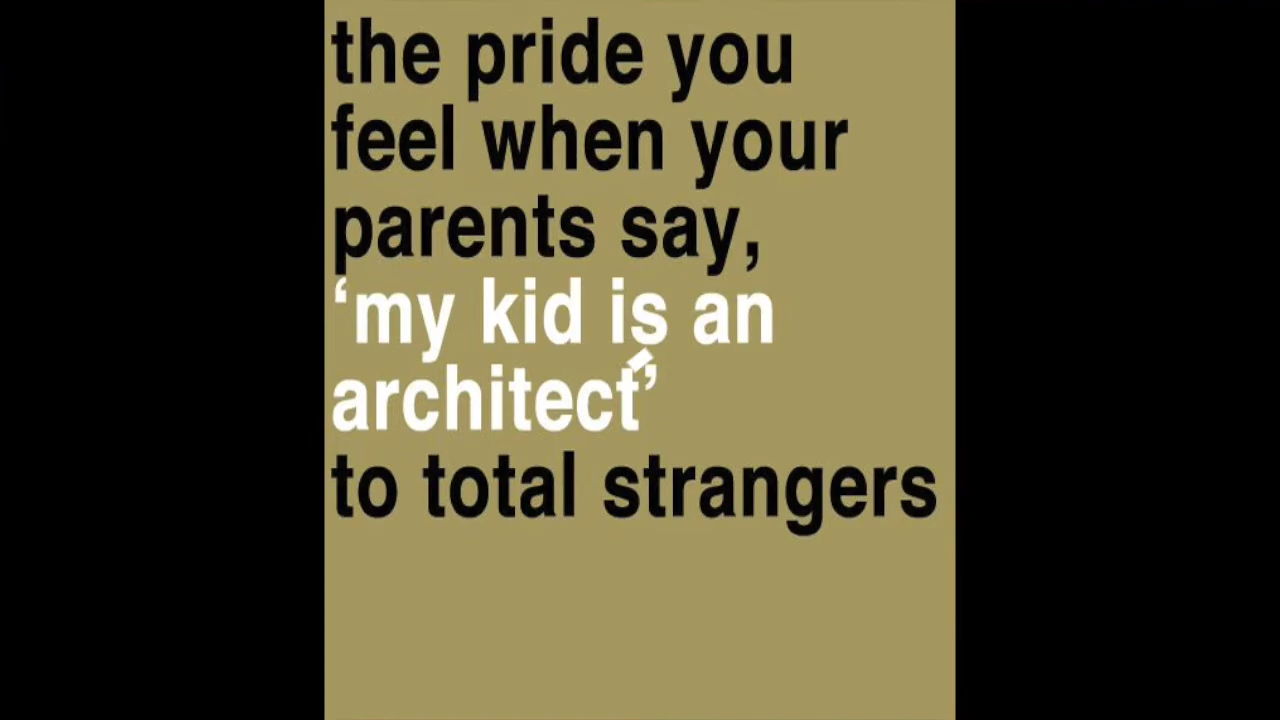 the pride you
feel when your
parents say,
‘my kid is an
architect’
to total strangers